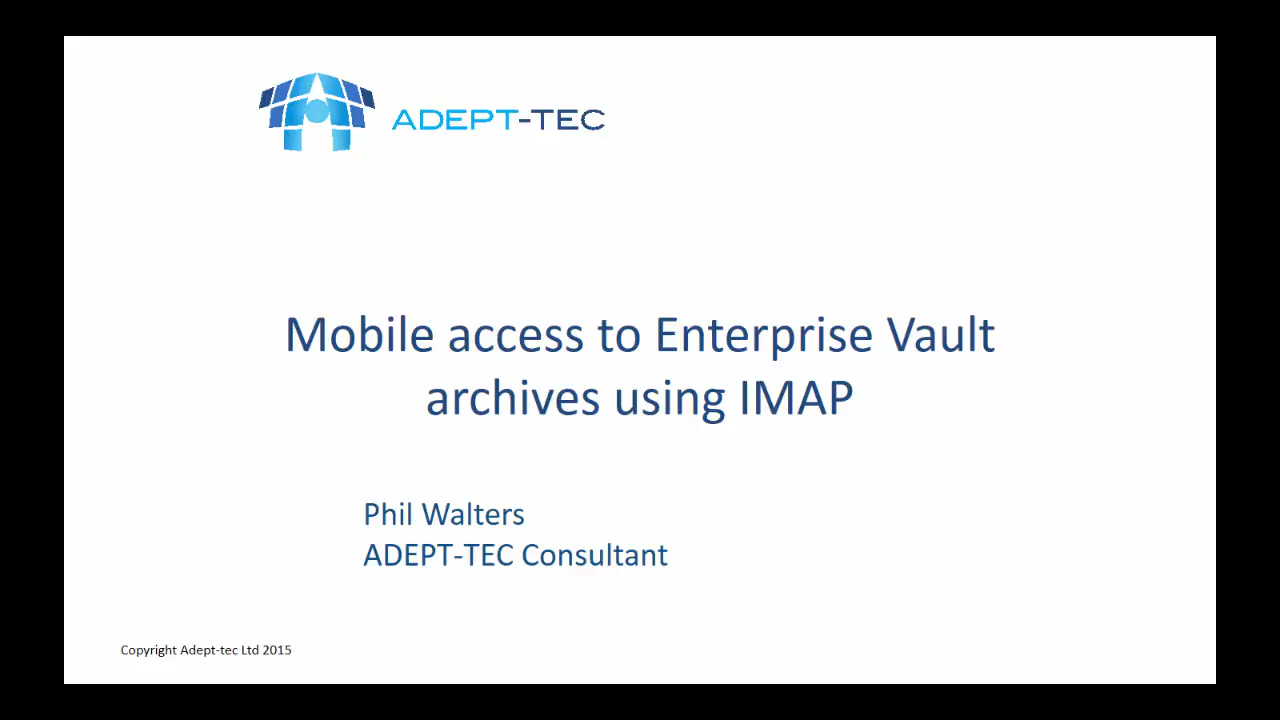 ADEPT-TEC
Mobile access to Enterprise Vault
archives using IMAP
Phil Walters
ADEPT-TEC Consultant
Copyright Adept-tec Ltd 2015